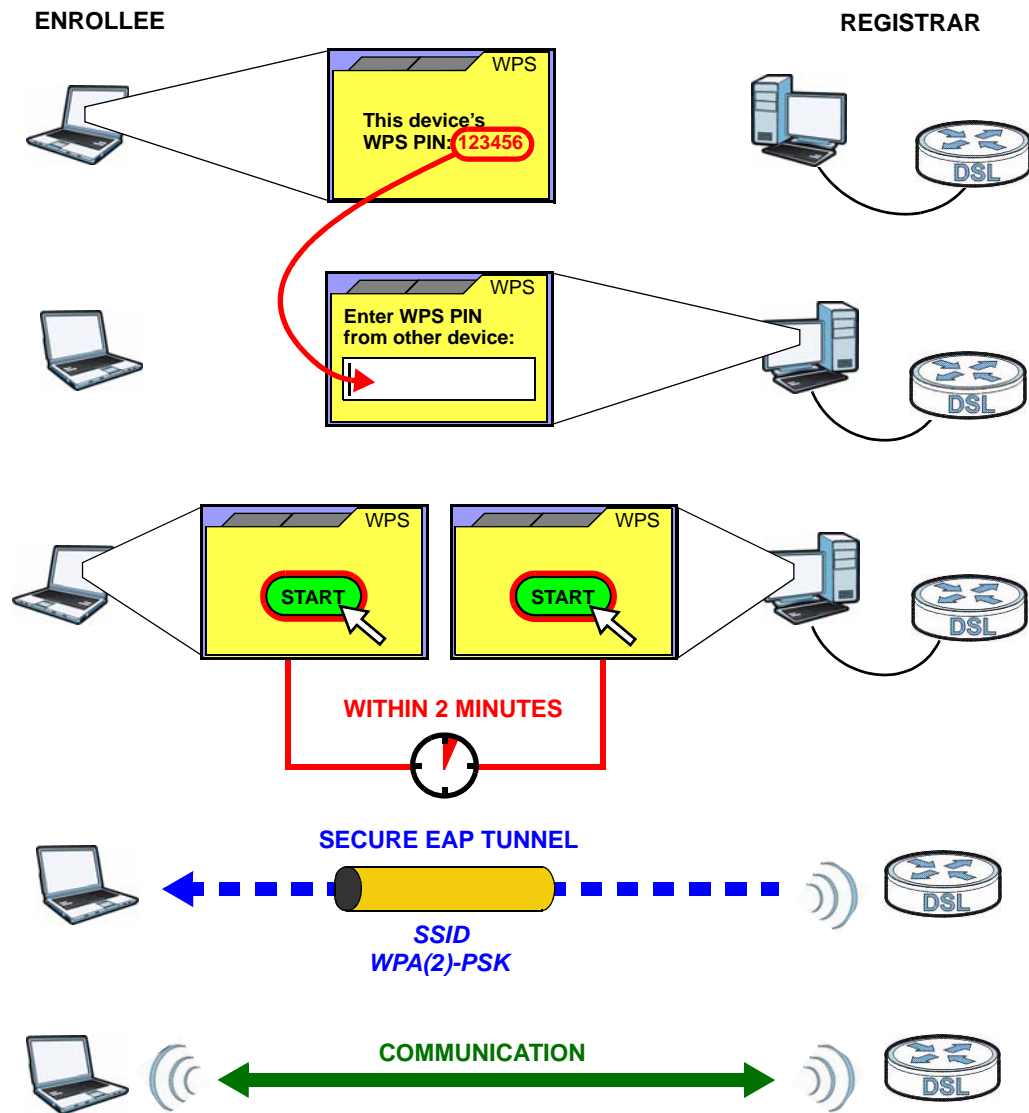 ENROLLEE
REGISTRAR
WPS
This device's
WPS PIN: 123456
DSL
WPS
Enter WPS PIN
from other device:
DSL
WPS
START
WPS
START
DSL
WITHIN 2 MINUTES
SECURE EAP TUNNEL
SSID
WPA(2)-PSK
DSL
COMMUNICATION
DSL